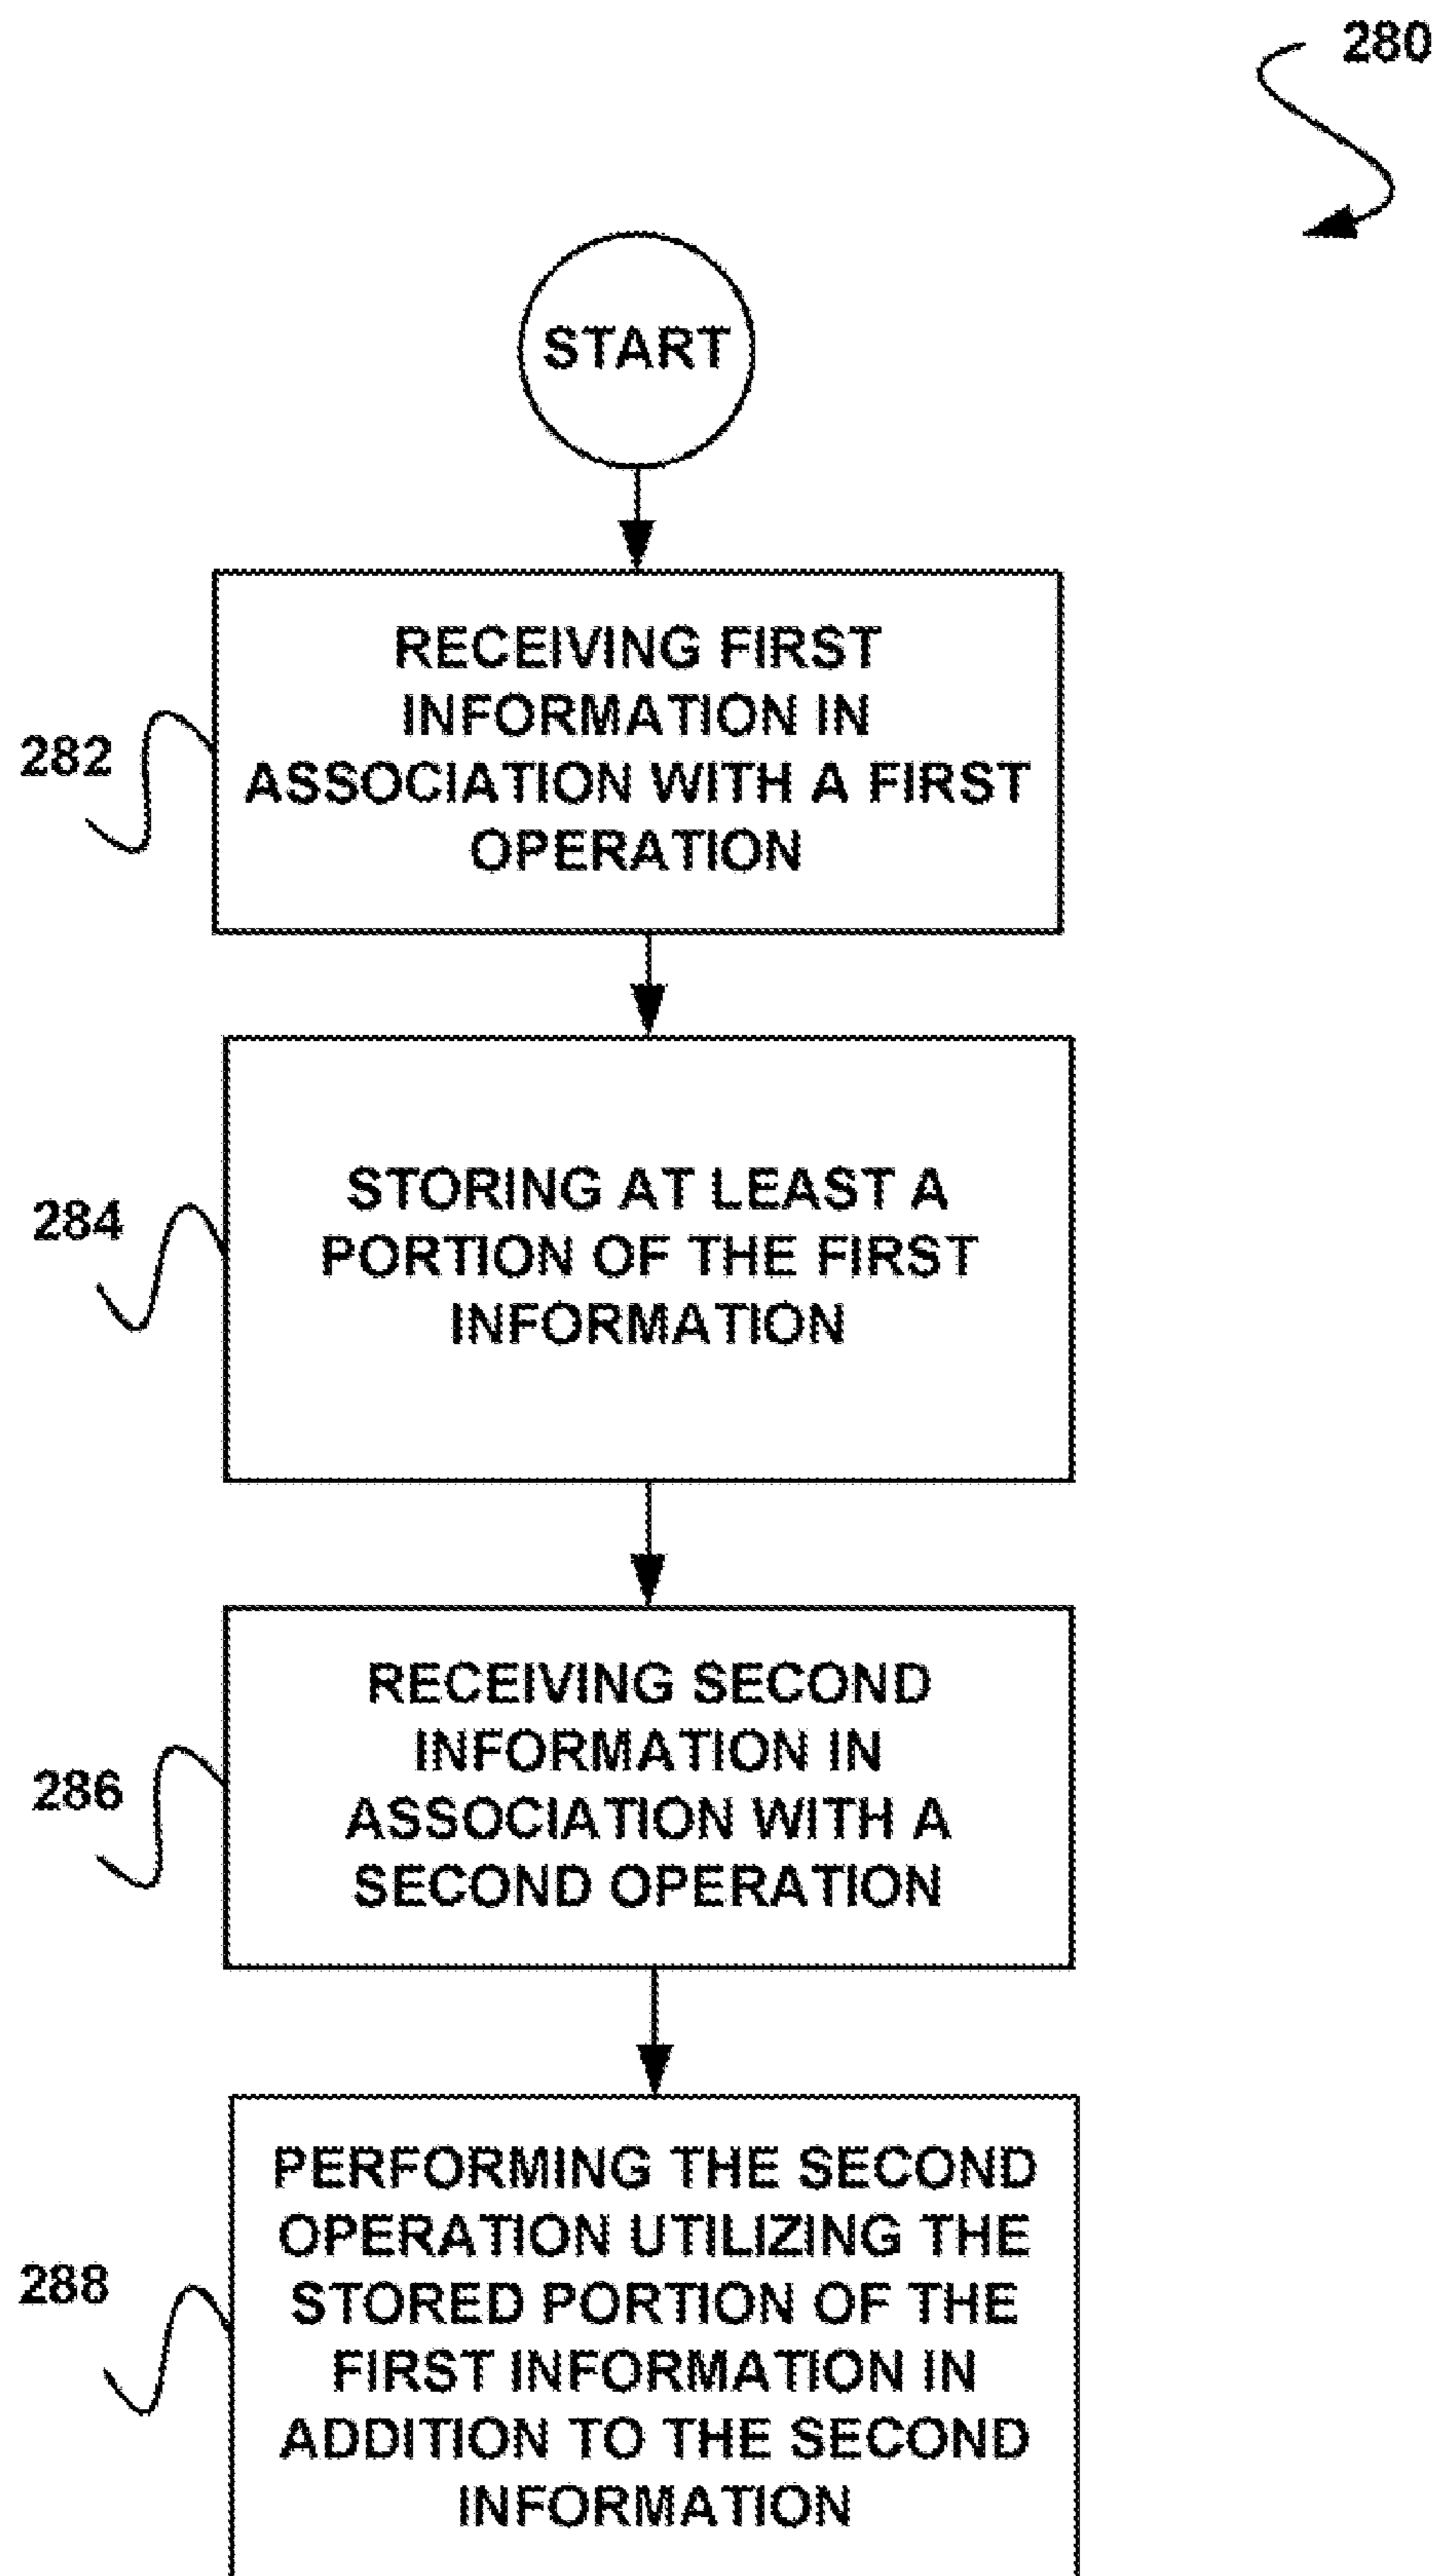 280
START
RECEIVING FIRST
INFORMATION IN
ASSOCIATION WITH A FIRST
OPERATION
282
STORING AT LEAST A
PORTION OF THE FIRST
INFORMATION
284
RECEIVING SECOND
INFORMATION IN
ASSOCIATION WITH A
SECOND OPERATION
286
PERFORMING THE SECOND
OPERATION UTILIZING THE
STORED PORTION OF THE
FIRST INFORMATION IN
ADDITION TO THE SECOND
INFORMATION
288